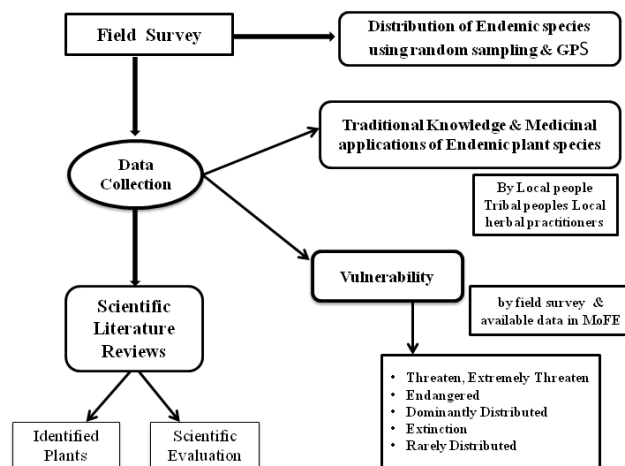 Field Survey
Distribution of Endemic species
using random sampling & GPS
Traditional Knowledge & Medicinal
applications of Endemic plant species
Data
Collection
By Local people
Tribal peoples Local
herbal practitioners
Vulnerability
by field survey &
available data in MoFE
Scientific
Literature
Reviews
• Threaten, Extremely Threaten
• Endangered
• Dominantly Distributed
• Extinction
• Rarely Distributed
Identified
Plants
Scientific
Evaluation